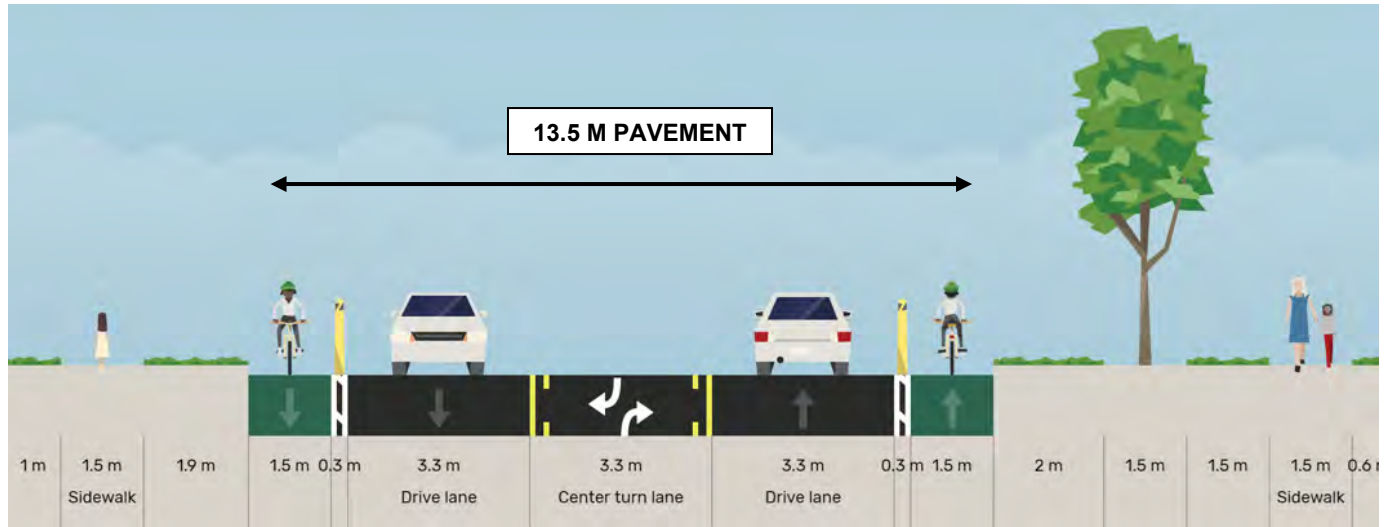 13.5 M PAVEMENT
1 m 1.5 m 1.9 m 1.5 m 0.3 m 3.3 m 3.3 m 3.3 m 0.3 m 1.5 m 2 m 1.5 m 1.5 m 1.5 m 0.6 m
Sidewalk Drive lane Center turn lane Drive lane Sidewalk